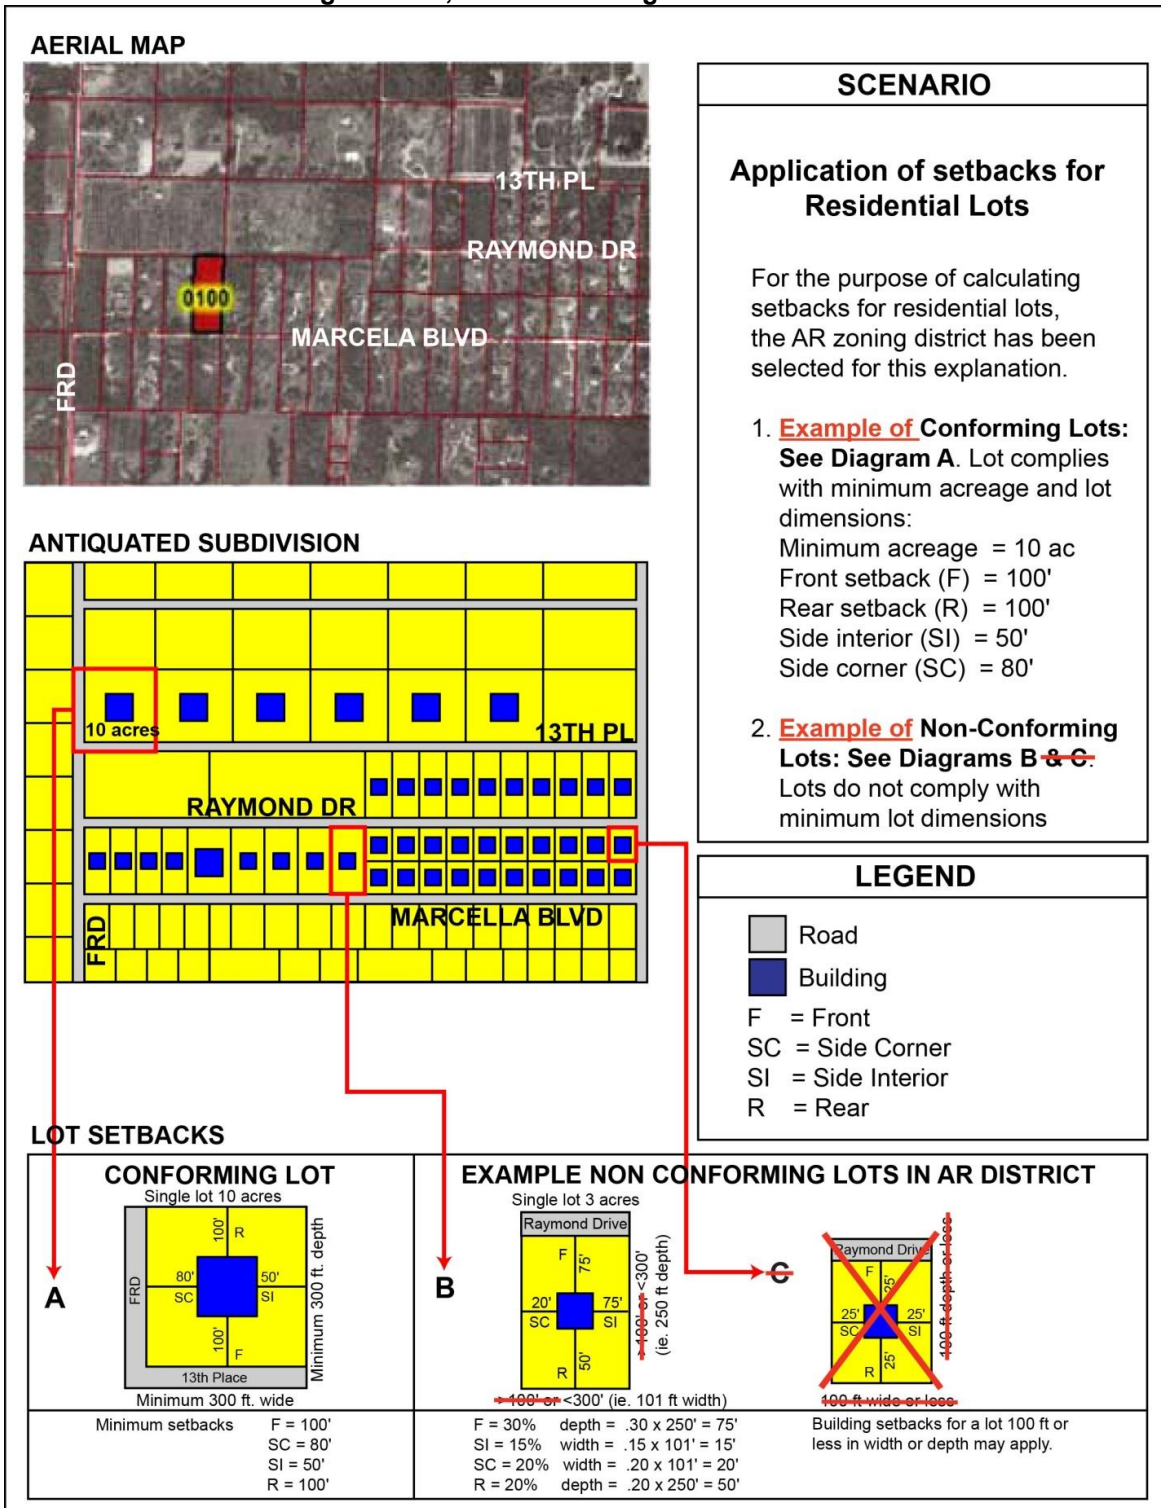 AERIAL MAP
13TH PL
RAYMOND DR
0100
MARCELA BLVD
FRD
SCENARIO
Application of setbacks for
Residential Lots
For the purpose of calculating
setbacks for residential lots,
the AR zoning district has been
selected for this explanation.
1. Example of Conforming Lots:
See Diagram A. Lot complies
with minimum acreage and lot
dimensions:
Minimum acreage = 10 ac
Front setback (F) = 100'
Rear setback (R) = 100'
Side interior (SI) = 50'
Side corner (SC) = 80'
2. Example of Non-Conforming
Lots: See Diagrams B & C.
Lots do not comply with
minimum lot dimensions
ANTIQUATED SUBDIVISION
10 acres
13TH PL
RAYMOND DR
MARCELLA BLVD
FRD
LEGEND
Road
Building
F = Front
SC = Side Corner
SI = Side Interior
R = Rear
LOT SETBACKS
CONFORMING LOT
Single lot 10 acres
A
FRD
100' R
80' SC
50' SI
100' F
13th Place
Minimum 300 ft. depth
Minimum 300 ft. wide
Minimum setbacks F = 100'
SC = 80'
SI = 50'
R = 100'
EXAMPLE NON CONFORMING LOTS IN AR DISTRICT
Single lot 3 acres
B
Raymond Drive
F 75'
20' SC
75' SI
R 50'
> 100' or <300'
(ie. 250 ft depth)
> 100' or <300' (ie. 101 ft width)
F = 30% depth = .30 x 250' = 75'
SI = 15% width = .15 x 101' = 15'
SC = 20% width = .20 x 101' = 20'
R = 20% depth = .20 x 250' = 50'
C
Raymond Drive
F 25'
25' SC
25' SI
R 25'
100 ft depth or less
100 ft wide or less
Building setbacks for a lot 100 ft or
less in width or depth may apply.